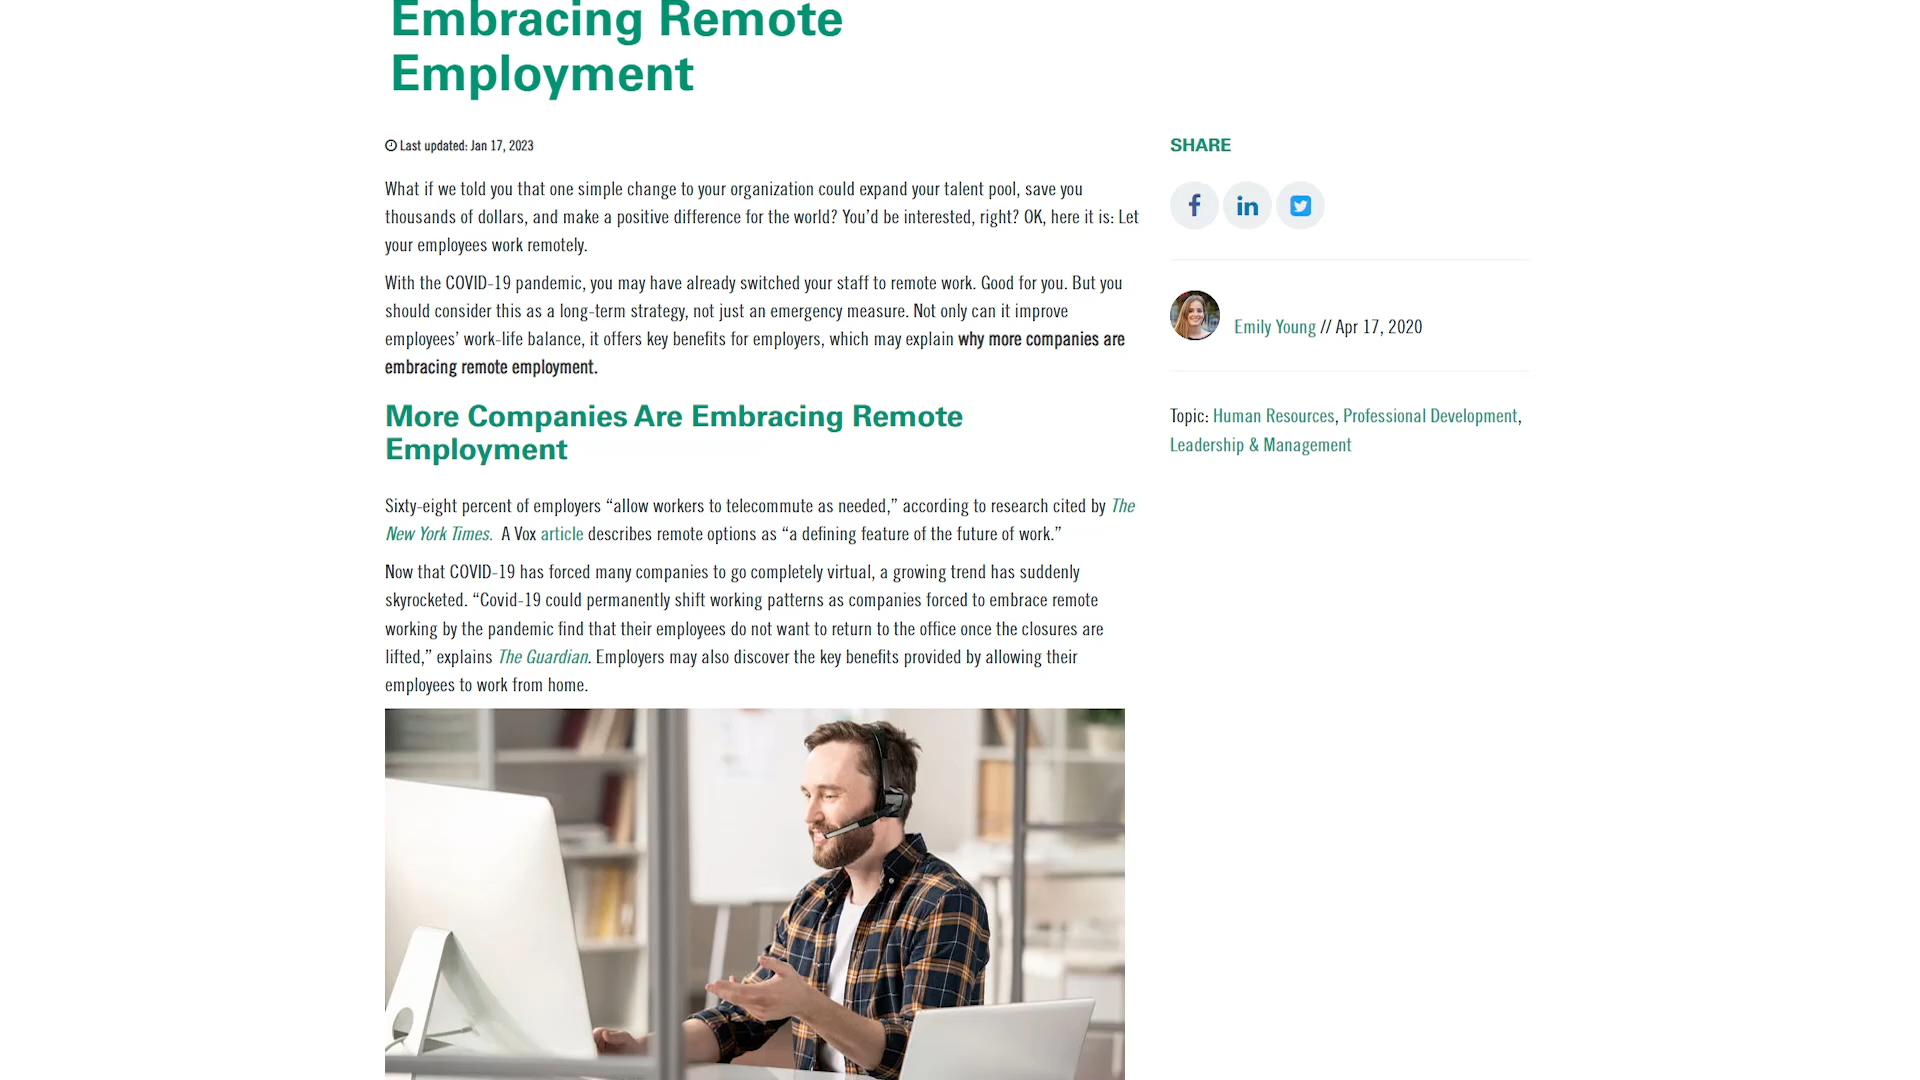 Embracing Remote
Employment
Last updated: Jan 17, 2023
What if we told you that one simple change to your organization could expand your talent pool, save you
thousands of dollars, and make a positive difference for the world? You’d be interested, right? OK, here it is: Let
your employees work remotely.
With the COVID-19 pandemic, you may have already switched your staff to remote work. Good for you. But you
should consider this as a long-term strategy, not just an emergency measure. Not only can it improve
employees’ work-life balance, it offers key benefits for employers, which may explain why more companies are
embracing remote employment.
More Companies Are Embracing Remote
Employment
Sixty-eight percent of employers “allow workers to telecommute as needed,” according to research cited by The
New York Times. A Vox article describes remote options as “a defining feature of the future of work.”
Now that COVID-19 has forced many companies to go completely virtual, a growing trend has suddenly
skyrocketed. “Covid-19 could permanently shift working patterns as companies forced to embrace remote
working by the pandemic find that their employees do not want to return to the office once the closures are
lifted,” explains The Guardian. Employers may also discover the key benefits provided by allowing their
employees to work from home.
SHARE
Emily Young // Apr 17, 2020
Topic: Human Resources, Professional Development,
Leadership & Management